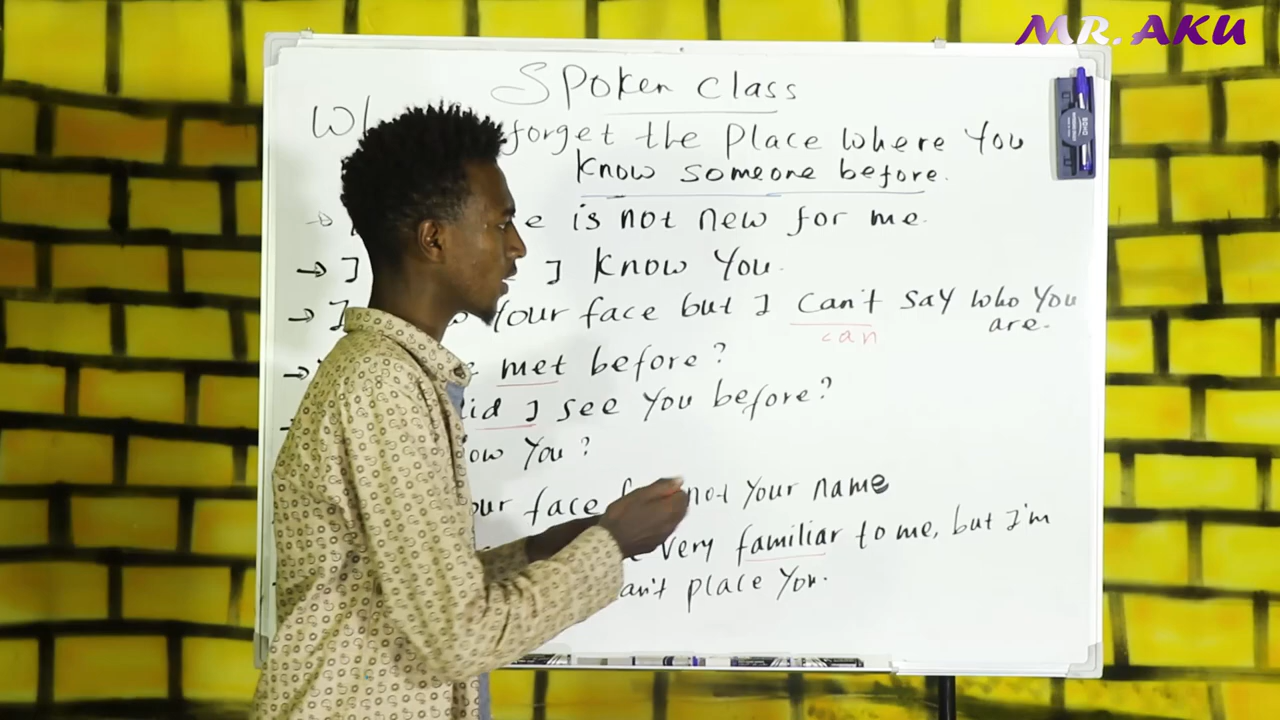 MR. AKU
Spoken class
forget the place where you
know someone before.
is not new for me.
→ I I know you.
→ your face but I can't say who you
are.
can
→ met before?
did I see you before?
you?
face not your name
very familiar to me, but I'm
place you.